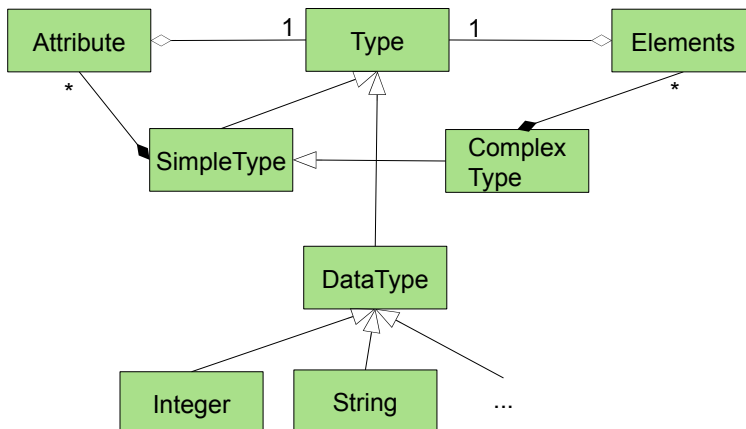 Attribute
1
Type
1
Elements
*
*
SimpleType
Complex
Type
DataType
Integer
String
...